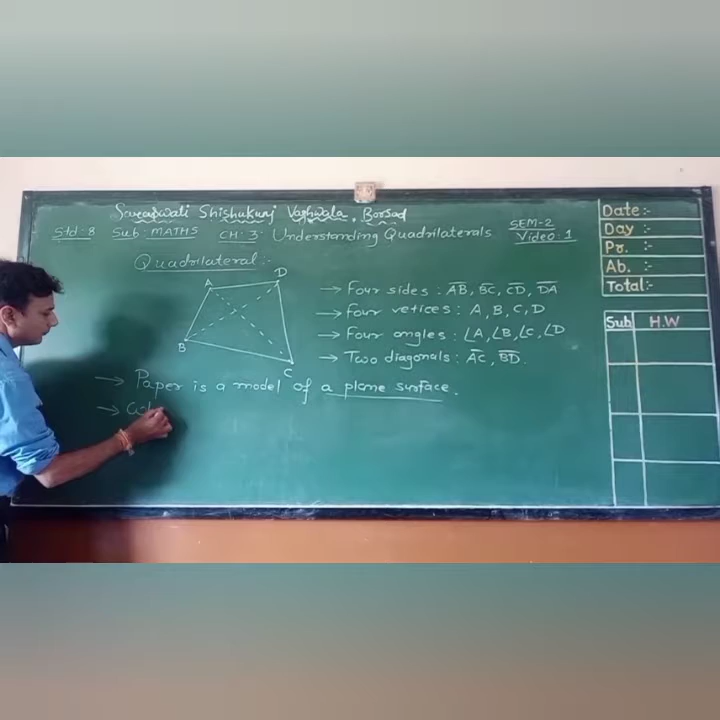 Saraswati Shishukunj Vaghwala, Borsad
Std:8 Sub: MATHS CH:3: Understanding Quadrilaterals SEM-2 Video:1
Quadrilateral:-
A D B C
→ Four sides : AB, BC, CD, DA
→ Four vetices : A, B, C, D
→ Four angles : ∠A, ∠B, ∠C, ∠D
→ Two diagonals : AC, BD.
→ Paper is a model of a plane surface.
→
Date:-
Day :-
Pr. :-
Ab. :-
Total:-
Sub H.W